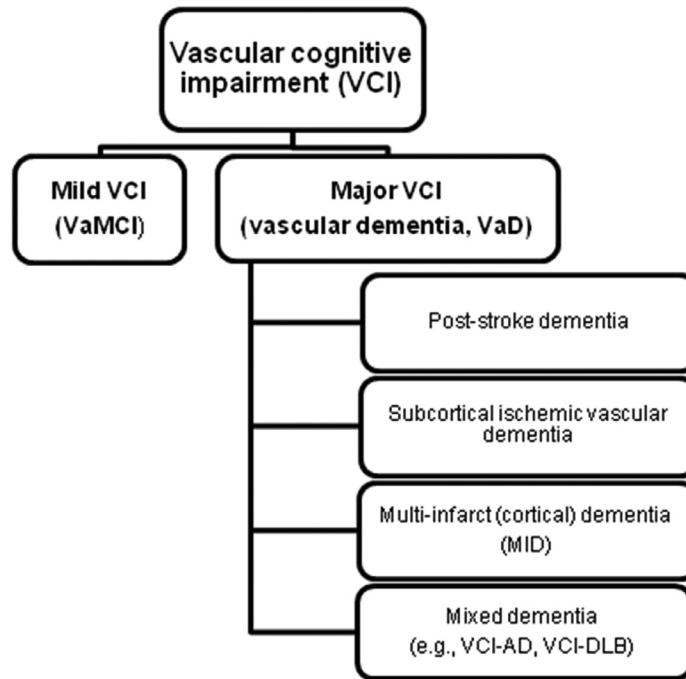 Vascular cognitive
impairment (VCI)
Mild VCI
(VaMCI)
Major VCI
(vascular dementia, VaD)
Post-stroke dementia
Subcortical ischemic vascular
dementia
Multi-infarct (cortical) dementia
(MID)
Mixed dementia
(e.g., VCI-AD, VCI-DLB)